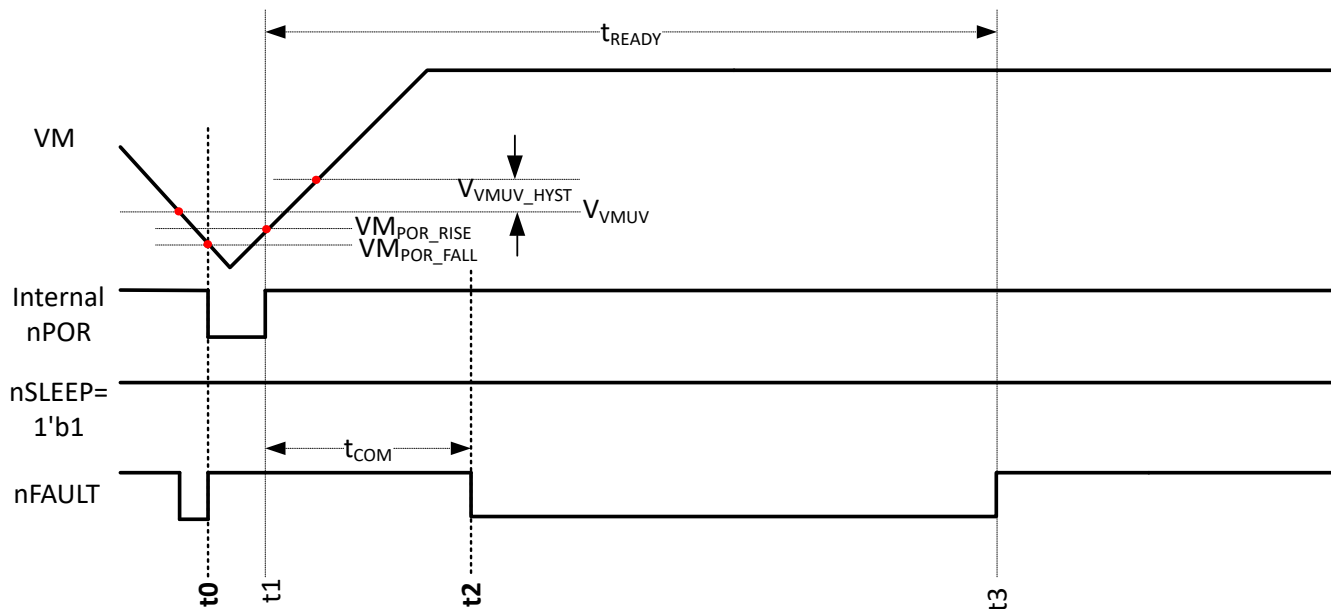 tREADY
VM
VVMUV_HYST
VVMUV
VMPOR_RISE
VMPOR_FALL
Internal
nPOR
nSLEEP=
1'b1
tCOM
nFAULT
t0
t1
t2
t3